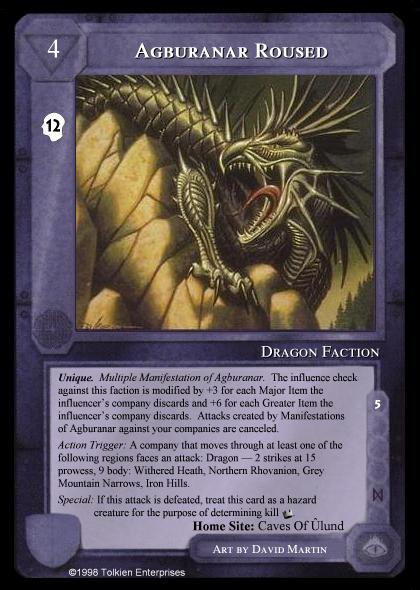 4
AGBURANAR ROUSED
12
DRAGON FACTION
Unique. Multiple Manifestation of Agburanar. The influence check
against this faction is modified by +3 for each Major Item the
influencer's company discards and +6 for each Greater Item the
influencer's company discards. Attacks created by Manifestations
of Agburanar against your companies are canceled.
5
Action Trigger: A company that moves through at least one of the
following regions faces an attack: Dragon — 2 strikes at 15
prowess, 9 body: Withered Heath, Northern Rhovanion, Grey
Mountain Narrows, Iron Hills.
Special: If this attack is defeated, treat this card as a hazard
creature for the purpose of determining kill
Home Site: Caves Of Ûlund
ART BY DAVID MARTIN
©1998 Tolkien Enterprises